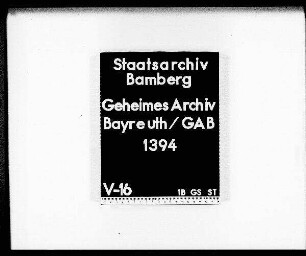 Staatsarchiv
Bamberg
Geheimes Archiv
Bayreuth/GAB
1394
V-16 1B GS ST